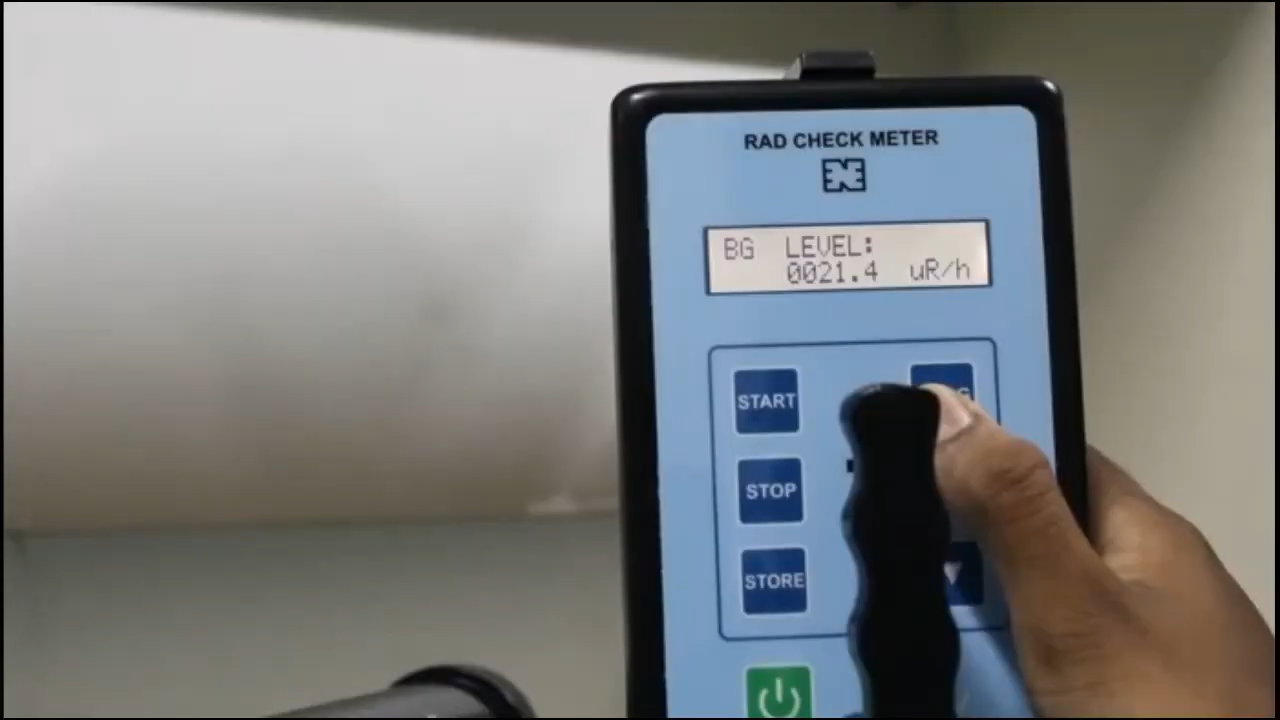 RAD CHECK METER
BG LEVEL:
0021.4 uR/h
START
STOP
STORE